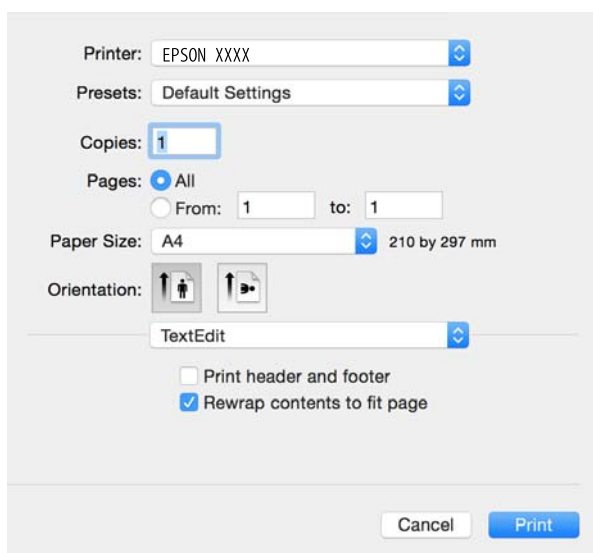 Printer: EPSON XXXX
Presets: Default Settings
Copies: 1
Pages: All
From: 1 to: 1
Paper Size: A4 210 by 297 mm
Orientation:
TextEdit
Print header and footer
Rewrap contents to fit page
Cancel Print